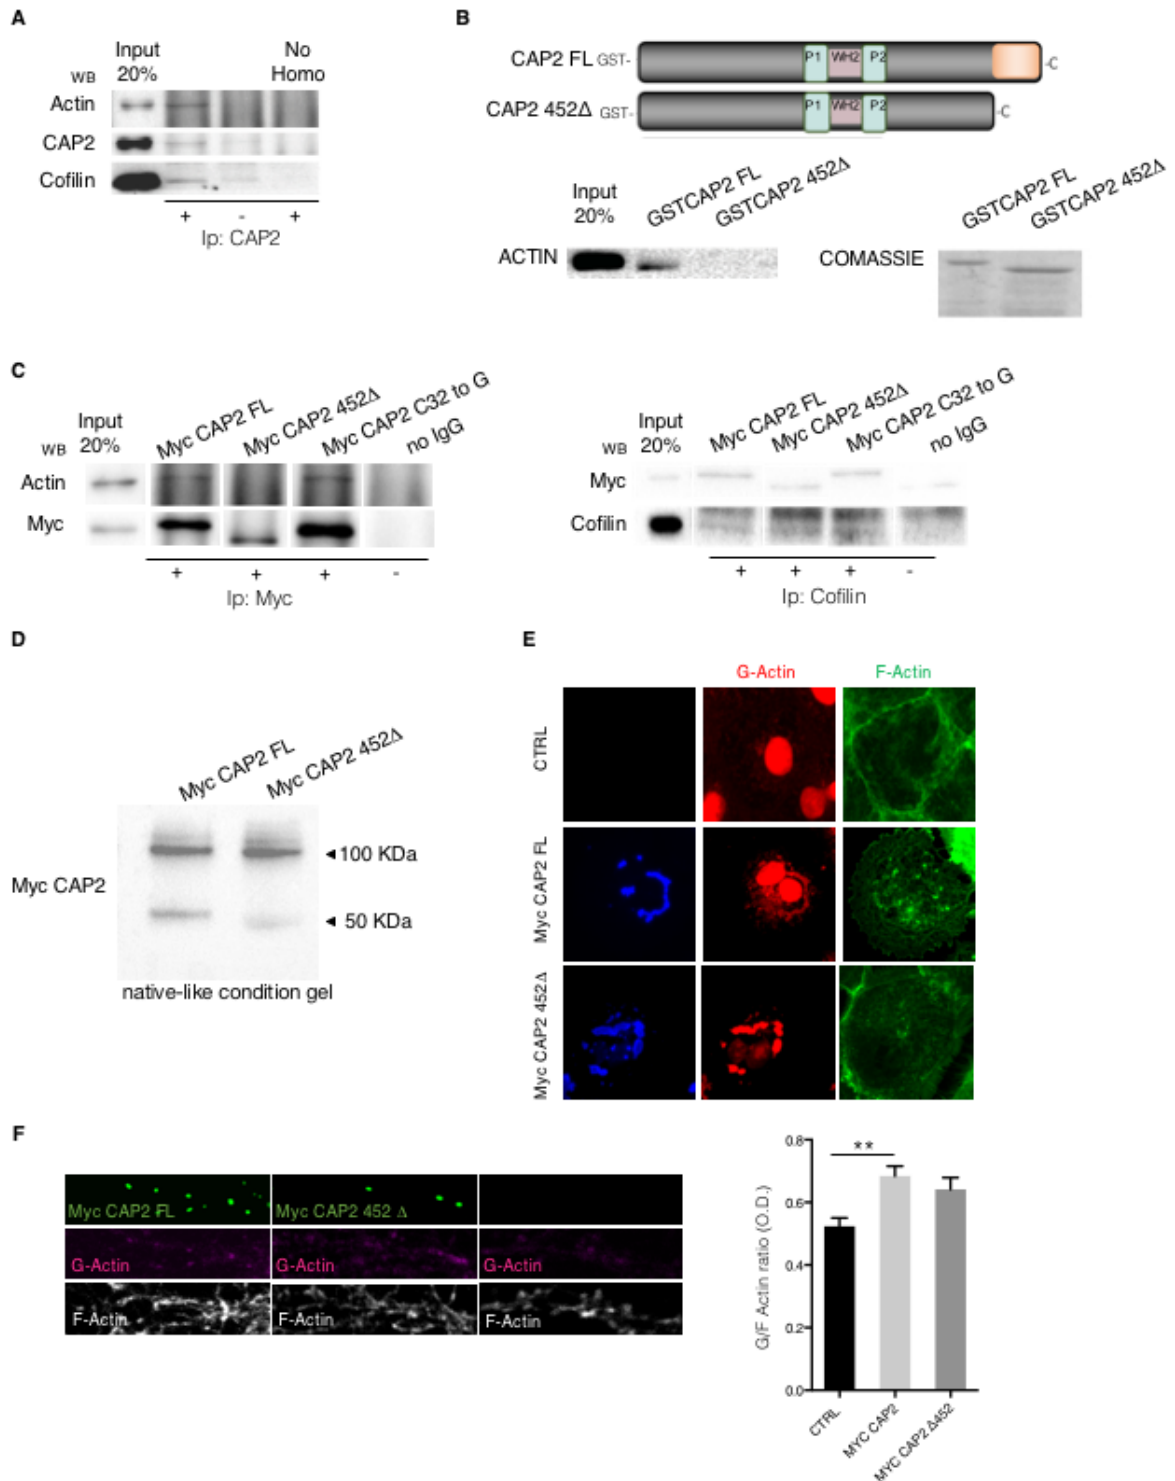 A
Input
20%
No
Homo
WB
Actin
CAP2
Cofilin
+ - +
Ip: CAP2
B
CAP2 FL GST- P1 WH2 P2 -C
CAP2 452Δ GST- P1 WH2 P2 -C
Input
20%
GSTCAP2 FL
GSTCAP2 452Δ
ACTIN
GSTCAP2 FL
GSTCAP2 452Δ
COMASSIE
C
Input
20%
WB
Myc CAP2 FL
Myc CAP2 452Δ
Myc CAP2 C32 to G
no IgG
Actin
Myc
+ + + -
Ip: Myc
Input
20%
WB
Myc CAP2 FL
Myc CAP2 452Δ
Myc CAP2 C32 to G
no IgG
Myc
Cofilin
+ + + -
Ip: Cofilin
D
Myc CAP2 FL
Myc CAP2 452Δ
Myc CAP2
100 KDa
50 KDa
native-like condition gel
E
G-Actin
F-Actin
CTRL
Myc CAP2 FL
Myc CAP2 452Δ
F
Myc CAP2 FL
Myc CAP2 452 Δ
G-Actin
G-Actin
G-Actin
F-Actin
F-Actin
F-Actin
G/F Actin ratio (O.D.)
0.8
0.6
0.4
0.2
0.0
**
CTRL
MYC CAP2
MYC CAP2 Δ452